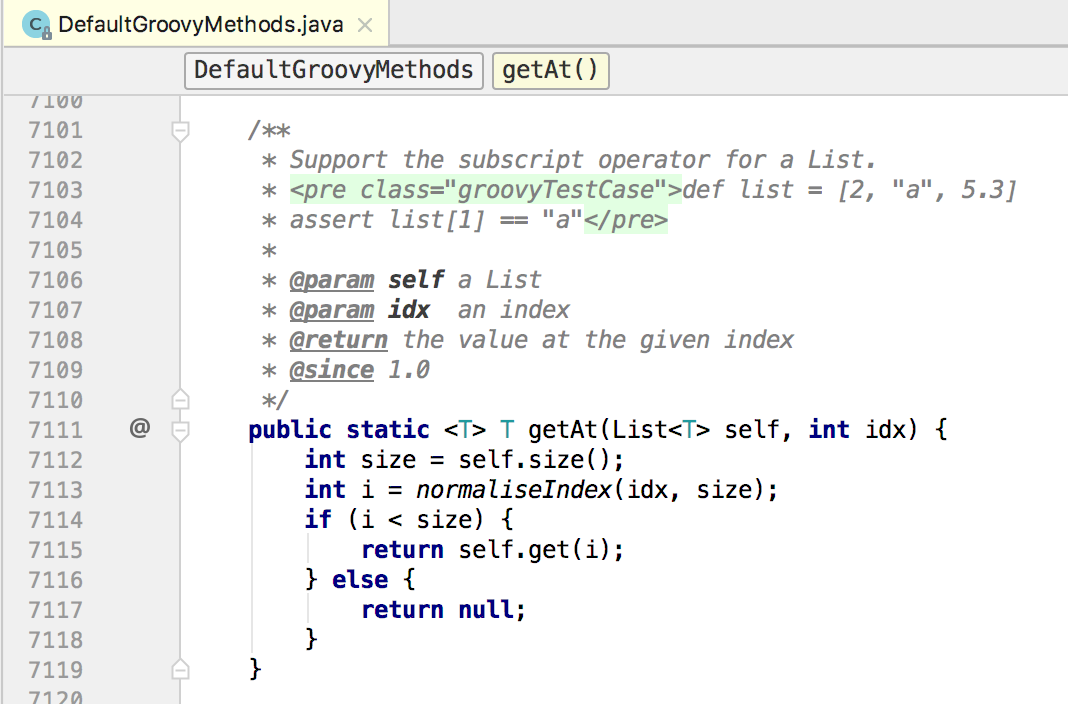 C DefaultGroovyMethods.java ×
DefaultGroovyMethods getAt()
7100
7101 /**
7102 * Support the subscript operator for a List.
7103 * <pre class="groovyTestCase">def list = [2, "a", 5.3]
7104 * assert list[1] == "a"</pre>
7105 *
7106 * @param self a List
7107 * @param idx  an index
7108 * @return the value at the given index
7109 * @since 1.0
7110 */
7111 @ public static <T> T getAt(List<T> self, int idx) {
7112 int size = self.size();
7113 int i = normaliseIndex(idx, size);
7114 if (i < size) {
7115 return self.get(i);
7116 } else {
7117 return null;
7118 }
7119 }
7120